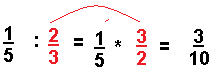 1/5 : 2/3 = 1/5 * 3/2 = 3/10